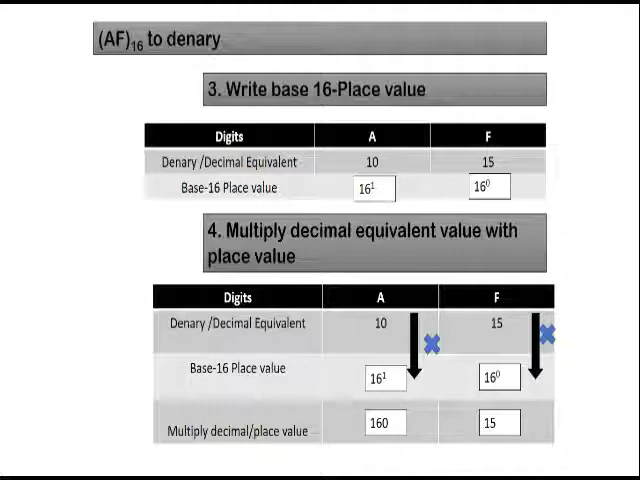 (AF)16 to denary
3. Write base 16-Place value
Digits A F
Denary /Decimal Equivalent 10 15
Base-16 Place value 16¹ 16⁰
4. Multiply decimal equivalent value with
place value
Digits A F
Denary /Decimal Equivalent 10 15
Base-16 Place value 16¹ 16⁰
Multiply decimal/place value 160 15